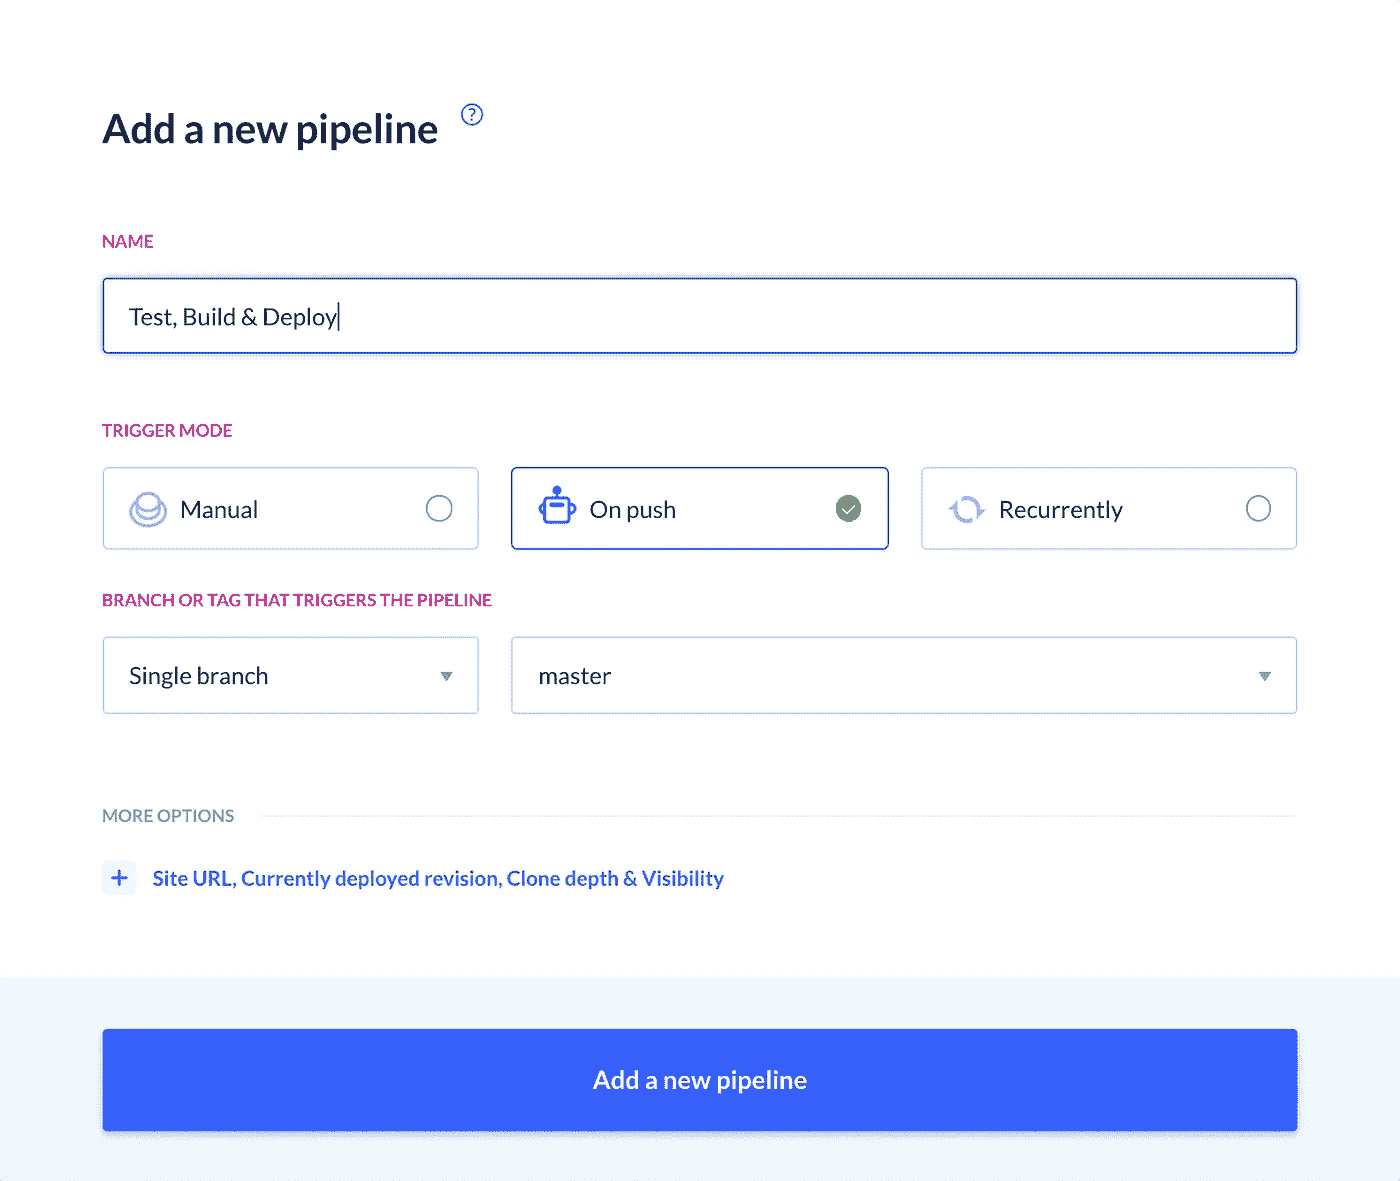 Add a new pipeline ?
NAME
Test, Build & Deploy
TRIGGER MODE
Manual On push Recurrently
BRANCH OR TAG THAT TRIGGERS THE PIPELINE
Single branch master
MORE OPTIONS
+ Site URL, Currently deployed revision, Clone depth & Visibility
Add a new pipeline